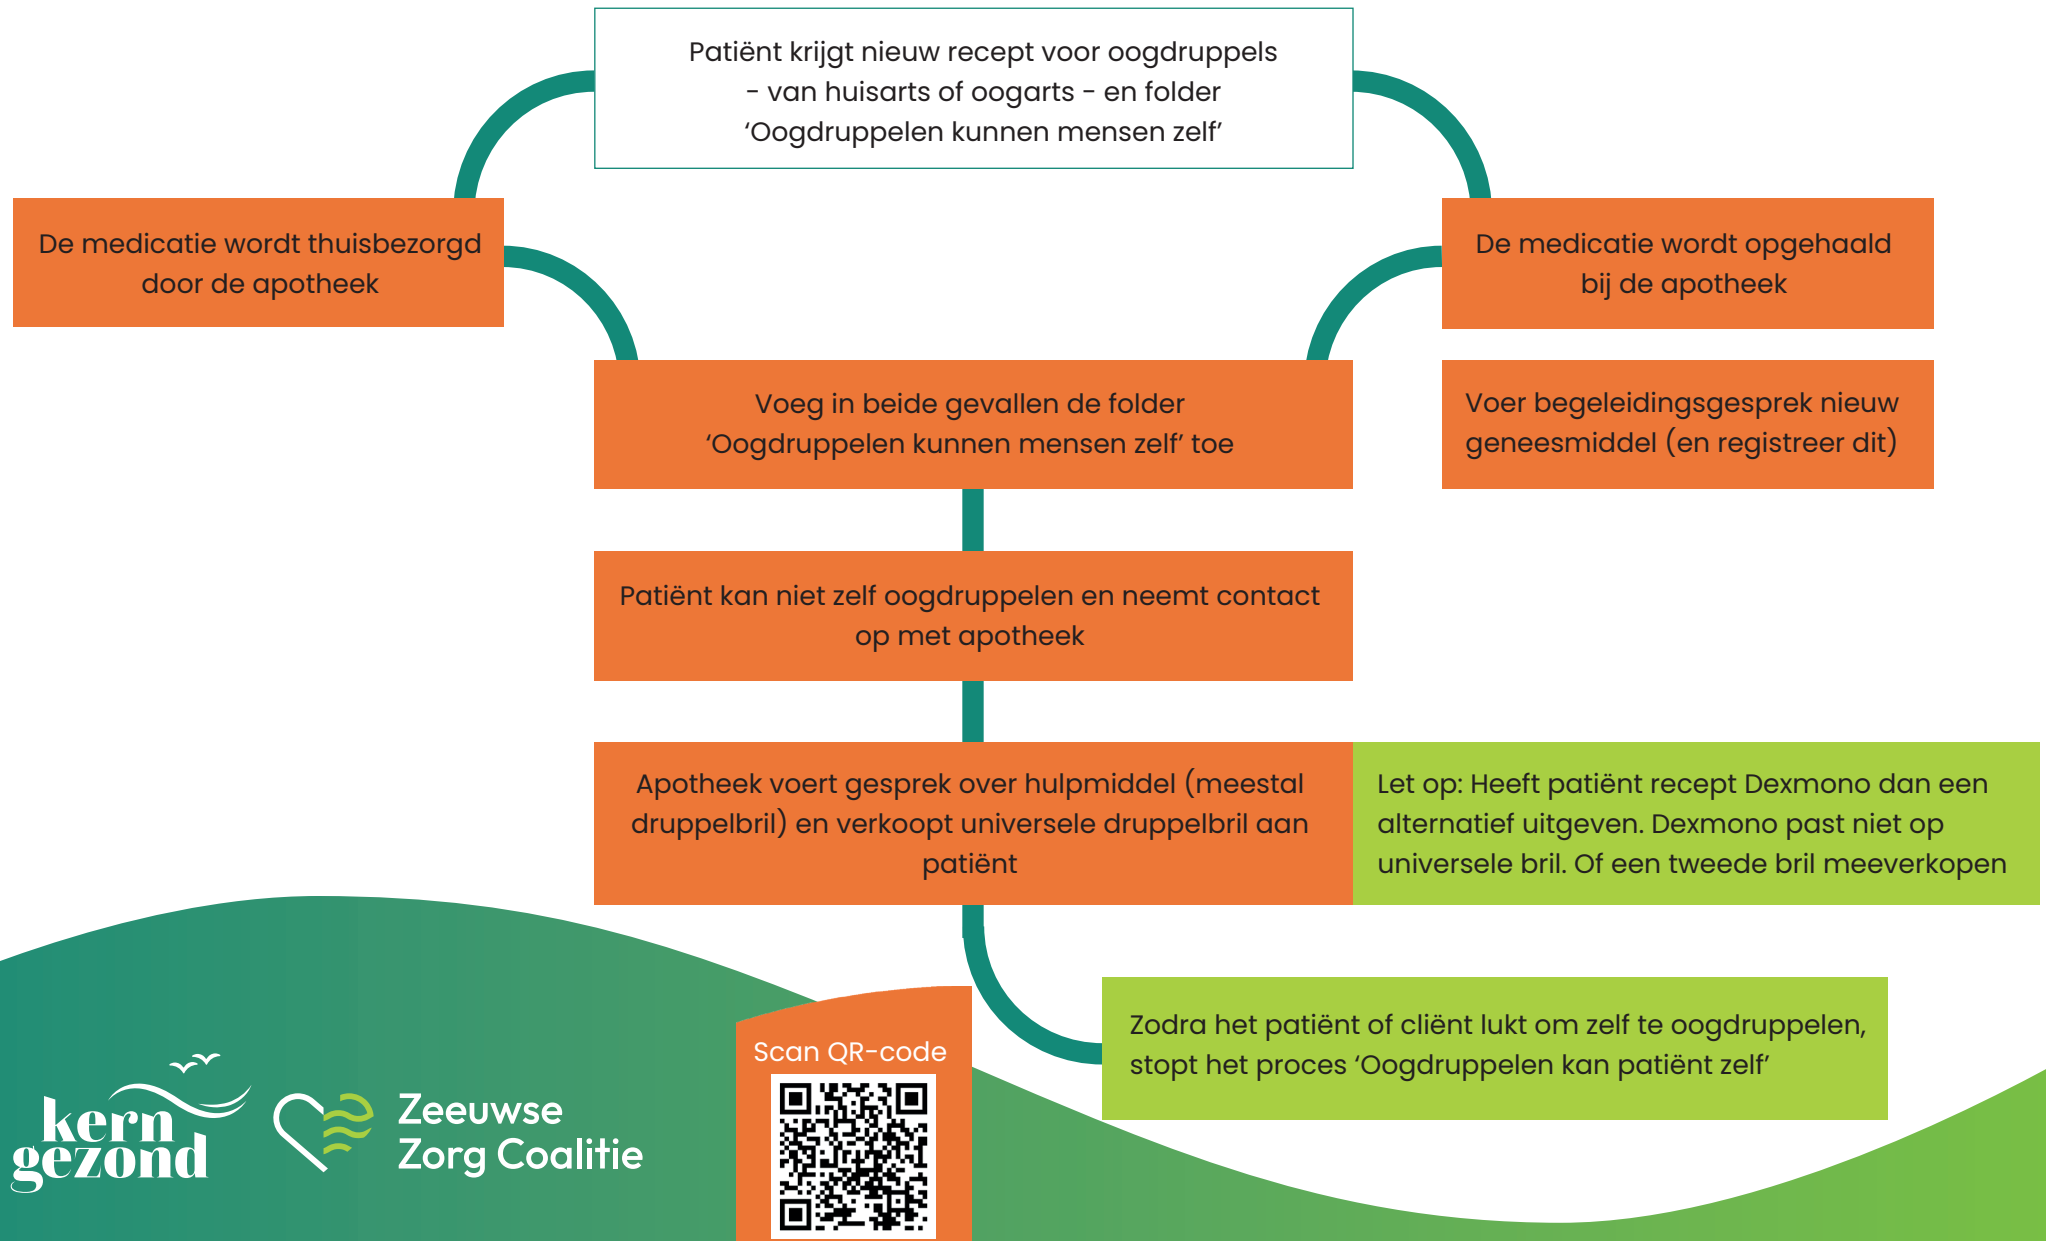 Patiënt krijgt nieuw recept voor oogdruppels
- van huisarts of oogarts - en folder
‘Oogdruppelen kunnen mensen zelf’
De medicatie wordt thuisbezorgd
door de apotheek
De medicatie wordt opgehaald
bij de apotheek
Voeg in beide gevallen de folder
‘Oogdruppelen kunnen mensen zelf’ toe
Voer begeleidingsgesprek nieuw
geneesmiddel (en registreer dit)
Patiënt kan niet zelf oogdruppelen en neemt contact
op met apotheek
Apotheek voert gesprek over hulpmiddel (meestal
druppelbril) en verkoopt universele druppelbril aan
patiënt
Let op: Heeft patiënt recept Dexmono dan een
alternatief uitgeven. Dexmono past niet op
universele bril. Of een tweede bril meeverkopen
Zodra het patiënt of cliënt lukt om zelf te oogdruppelen,
stopt het proces ‘Oogdruppelen kan patiënt zelf’
Scan QR-code
kern
gezond
Zeeuwse
Zorg Coalitie